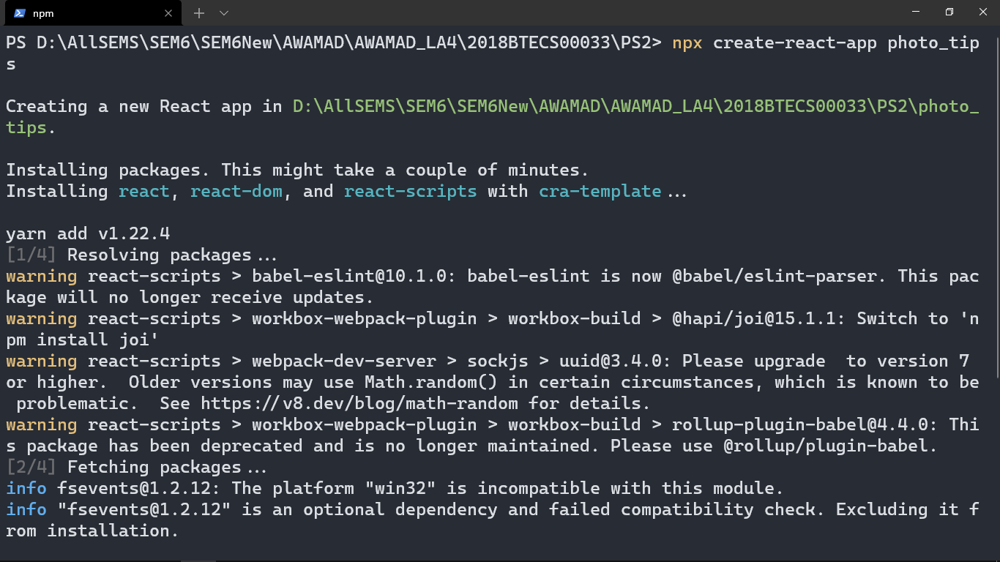 npm
PS D:\AllSEMS\SEM6\SEM6New\AWAMAD\AWAMAD_LA4\2018BTECS00033\PS2> npx create-react-app photo_tip
s
Creating a new React app in D:\AllSEMS\SEM6\SEM6New\AWAMAD\AWAMAD_LA4\2018BTECS00033\PS2\photo_
tips.
Installing packages. This might take a couple of minutes.
Installing react, react-dom, and react-scripts with cra-template...
yarn add v1.22.4
[1/4] Resolving packages...
warning react-scripts > babel-eslint@10.1.0: babel-eslint is now @babel/eslint-parser. This pac
kage will no longer receive updates.
warning react-scripts > workbox-webpack-plugin > workbox-build > @hapi/joi@15.1.1: Switch to 'n
pm install joi'
warning react-scripts > webpack-dev-server > sockjs > uuid@3.4.0: Please upgrade  to version 7
or higher.  Older versions may use Math.random() in certain circumstances, which is known to be
 problematic.  See https://v8.dev/blog/math-random for details.
warning react-scripts > workbox-webpack-plugin > workbox-build > rollup-plugin-babel@4.4.0: Thi
s package has been deprecated and is no longer maintained. Please use @rollup/plugin-babel.
[2/4] Fetching packages...
info fsevents@1.2.12: The platform "win32" is incompatible with this module.
info "fsevents@1.2.12" is an optional dependency and failed compatibility check. Excluding it f
rom installation.